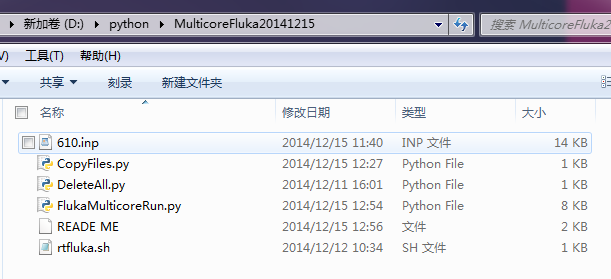 新加卷 (D:) ▸ python ▸ MulticoreFluka20141215 搜索 MulticoreFluka2
V) 工具(T) 帮助(H)
共享 刻录 新建文件夹
名称 修改日期 类型 大小
610.inp 2014/12/15 11:40 INP 文件 14 KB
CopyFiles.py 2014/12/15 12:27 Python File 1 KB
DeleteAll.py 2014/12/11 16:01 Python File 1 KB
FlukaMulticoreRun.py 2014/12/15 12:54 Python File 8 KB
READE ME 2014/12/15 12:56 文件 2 KB
rtfluka.sh 2014/12/12 10:34 SH 文件 1 KB